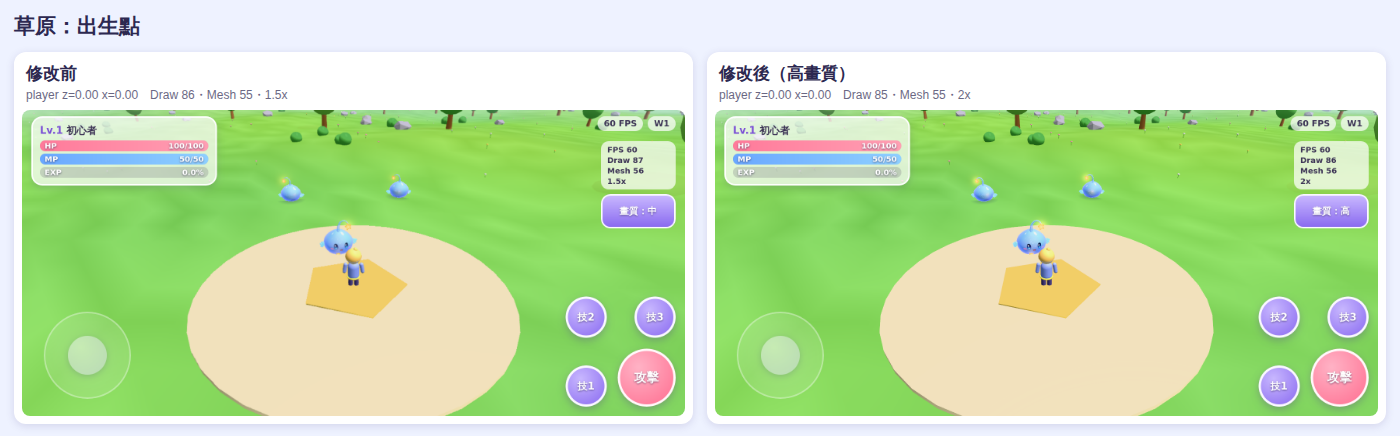 草原：出生點
修改前
player z=0.00 x=0.00 Draw 86・Mesh 55・1.5x
Lv.1 初心者
HP 100/100
MP 50/50
EXP 0.0%
60 FPS W1
FPS 60
Draw 87
Mesh 56
1.5x
畫質：中
技2 技3
技1 攻擊
修改後（高畫質）
player z=0.00 x=0.00 Draw 85・Mesh 55・2x
Lv.1 初心者
HP 100/100
MP 50/50
EXP 0.0%
60 FPS W1
FPS 60
Draw 86
Mesh 56
2x
畫質：高
技2 技3
技1 攻擊